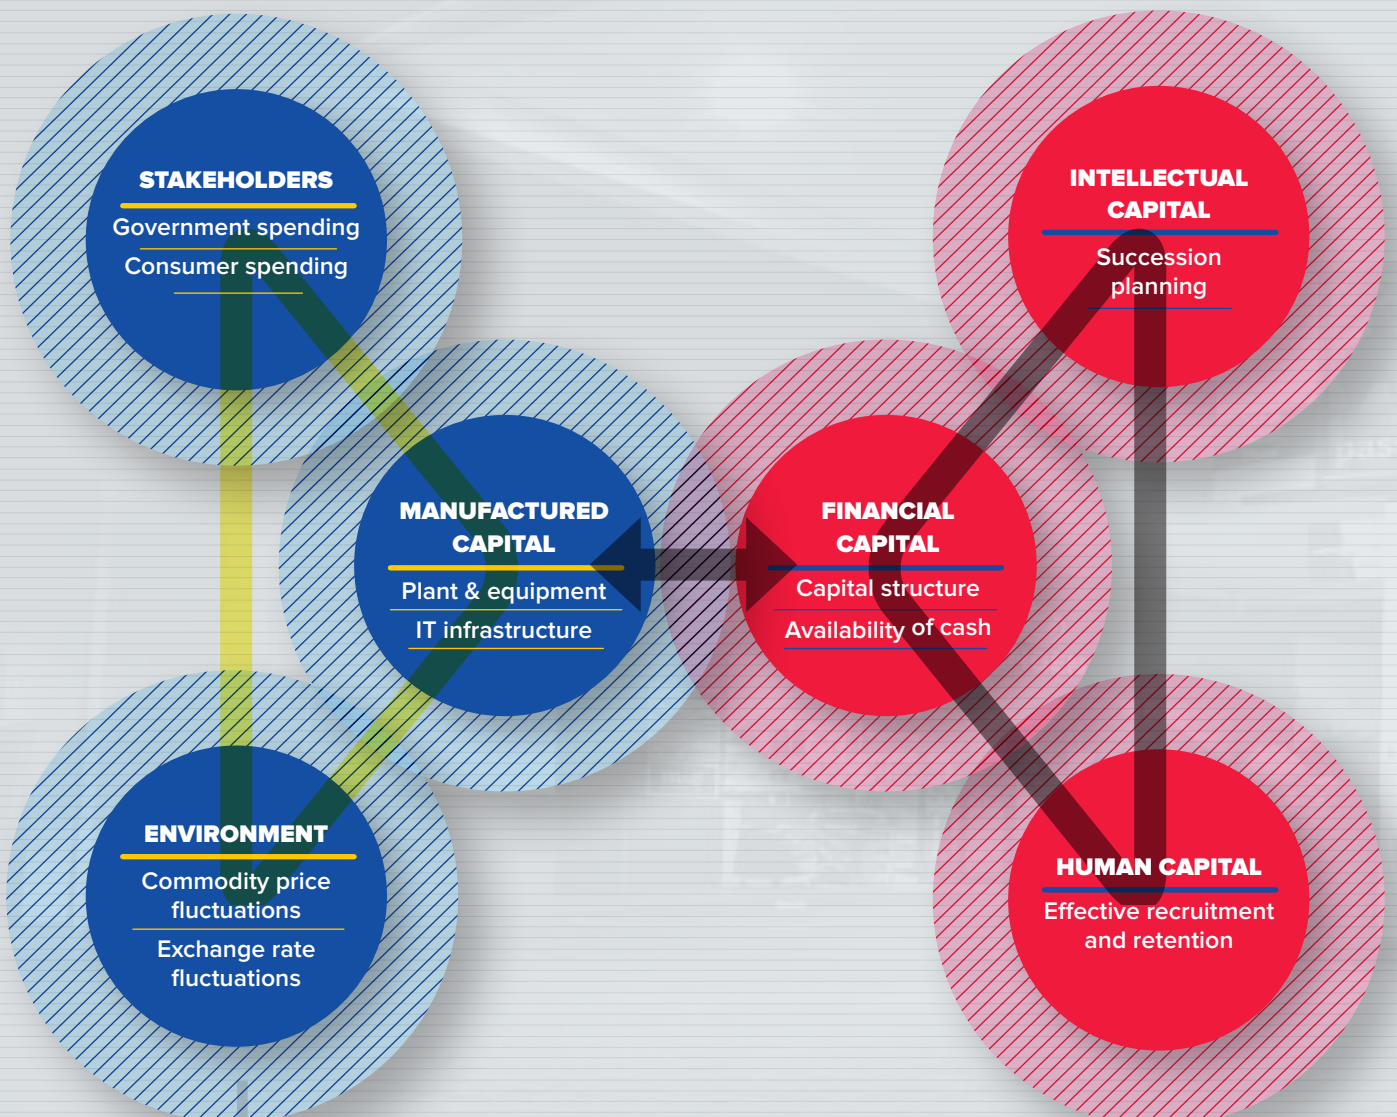 STAKEHOLDERS
Government spending
Consumer spending
INTELLECTUAL
CAPITAL
Succession
planning
MANUFACTURED
CAPITAL
Plant & equipment
IT infrastructure
FINANCIAL
CAPITAL
Capital structure
Availability of cash
ENVIRONMENT
Commodity price
fluctuations
Exchange rate
fluctuations
HUMAN CAPITAL
Effective recruitment
and retention